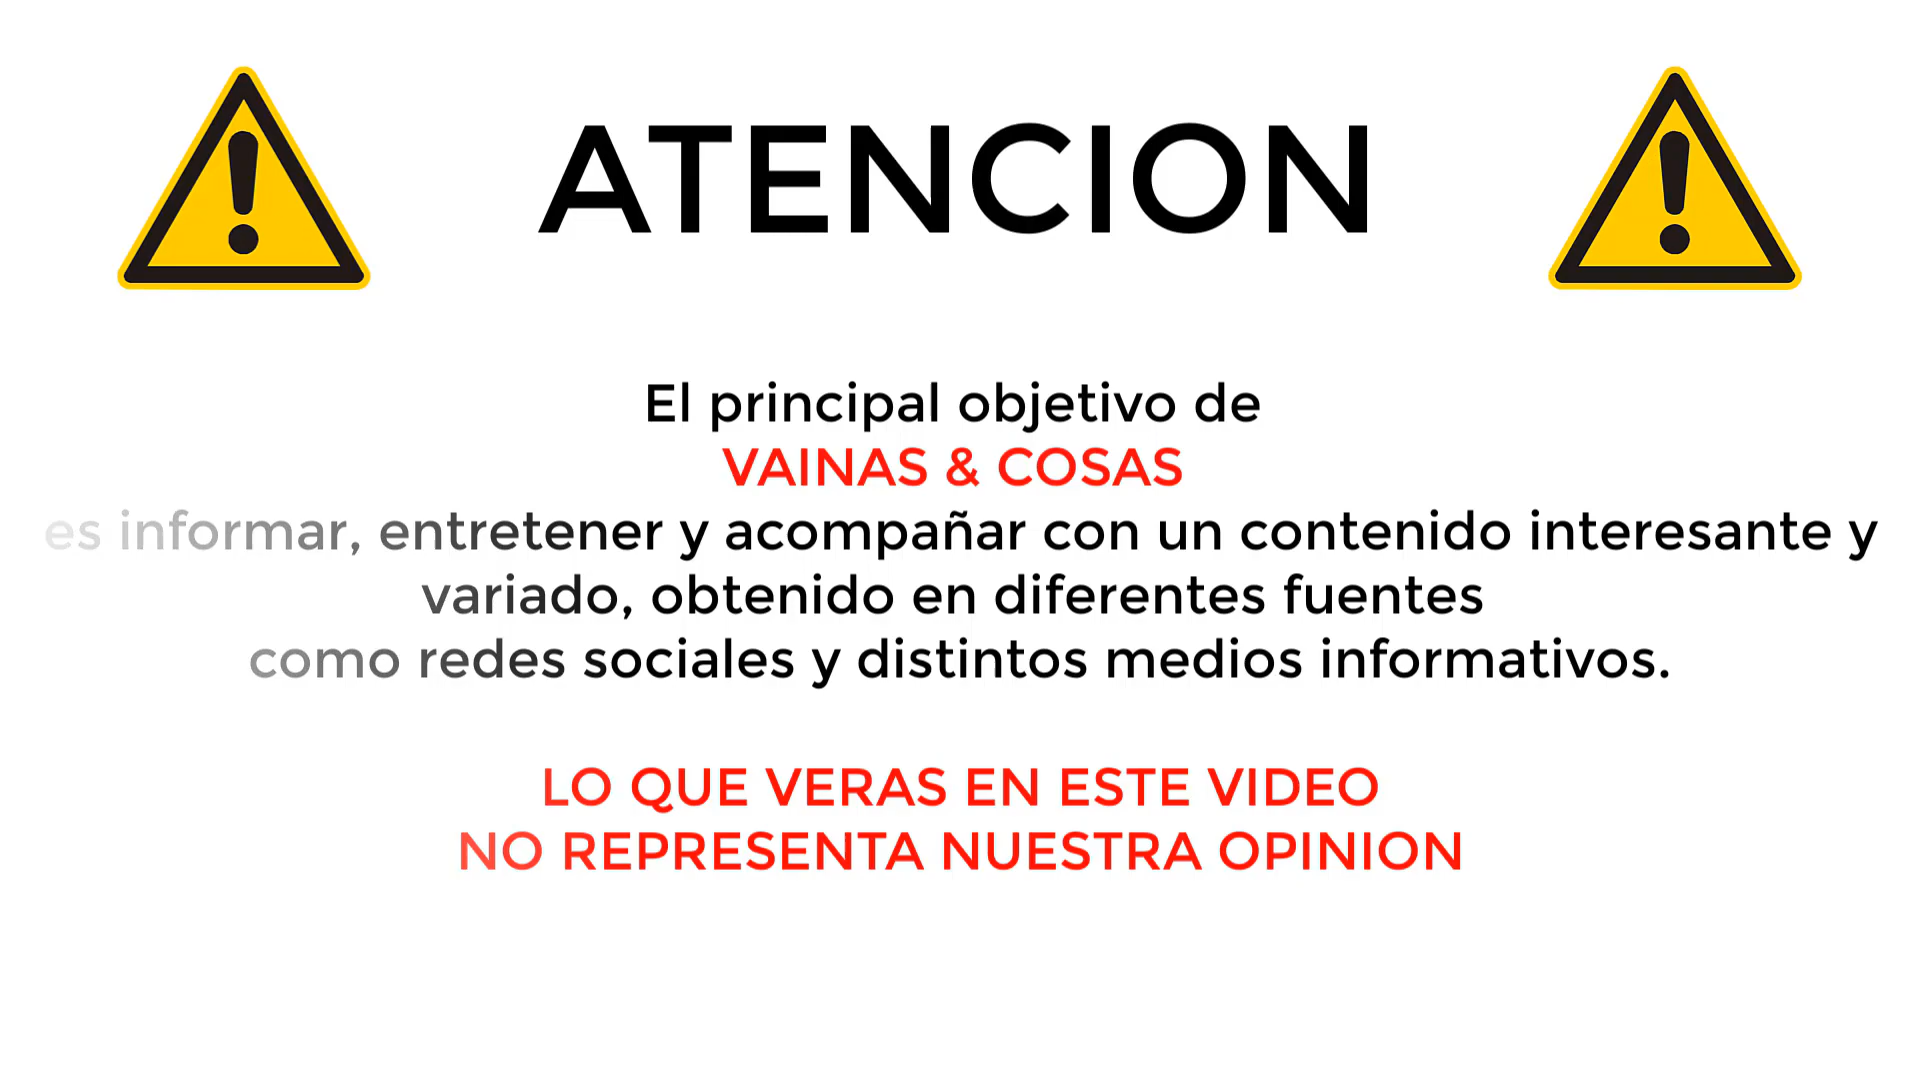 ATENCION
El principal objetivo de
VAINAS & COSAS
es informar, entretener y acompañar con un contenido interesante y
variado, obtenido en diferentes fuentes
como redes sociales y distintos medios informativos.
LO QUE VERAS EN ESTE VIDEO
NO REPRESENTA NUESTRA OPINION